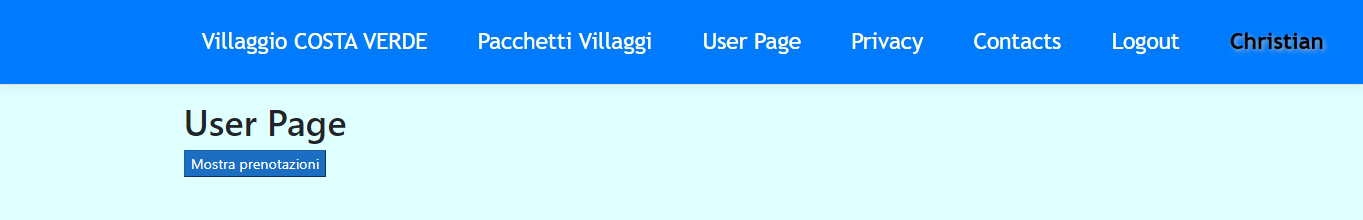 Villaggio COSTA VERDE Pacchetti Villaggi User Page Privacy Contacts Logout Christian
User Page
Mostra prenotazioni